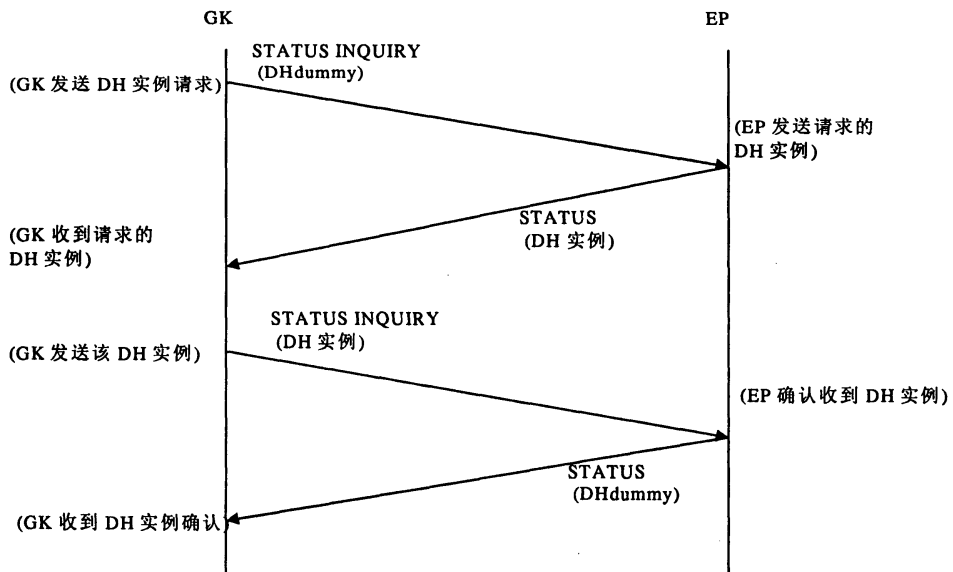 GK
EP
STATUS INQUIRY
(DHdummy)
(GK 发送 DH 实例请求)
(EP 发送请求的
DH 实例)
STATUS
(DH 实例)
(GK 收到请求的
DH 实例)
STATUS INQUIRY
(DH 实例)
(GK 发送该 DH 实例)
(EP 确认收到 DH 实例)
STATUS
(DHdummy)
(GK 收到 DH 实例确认)